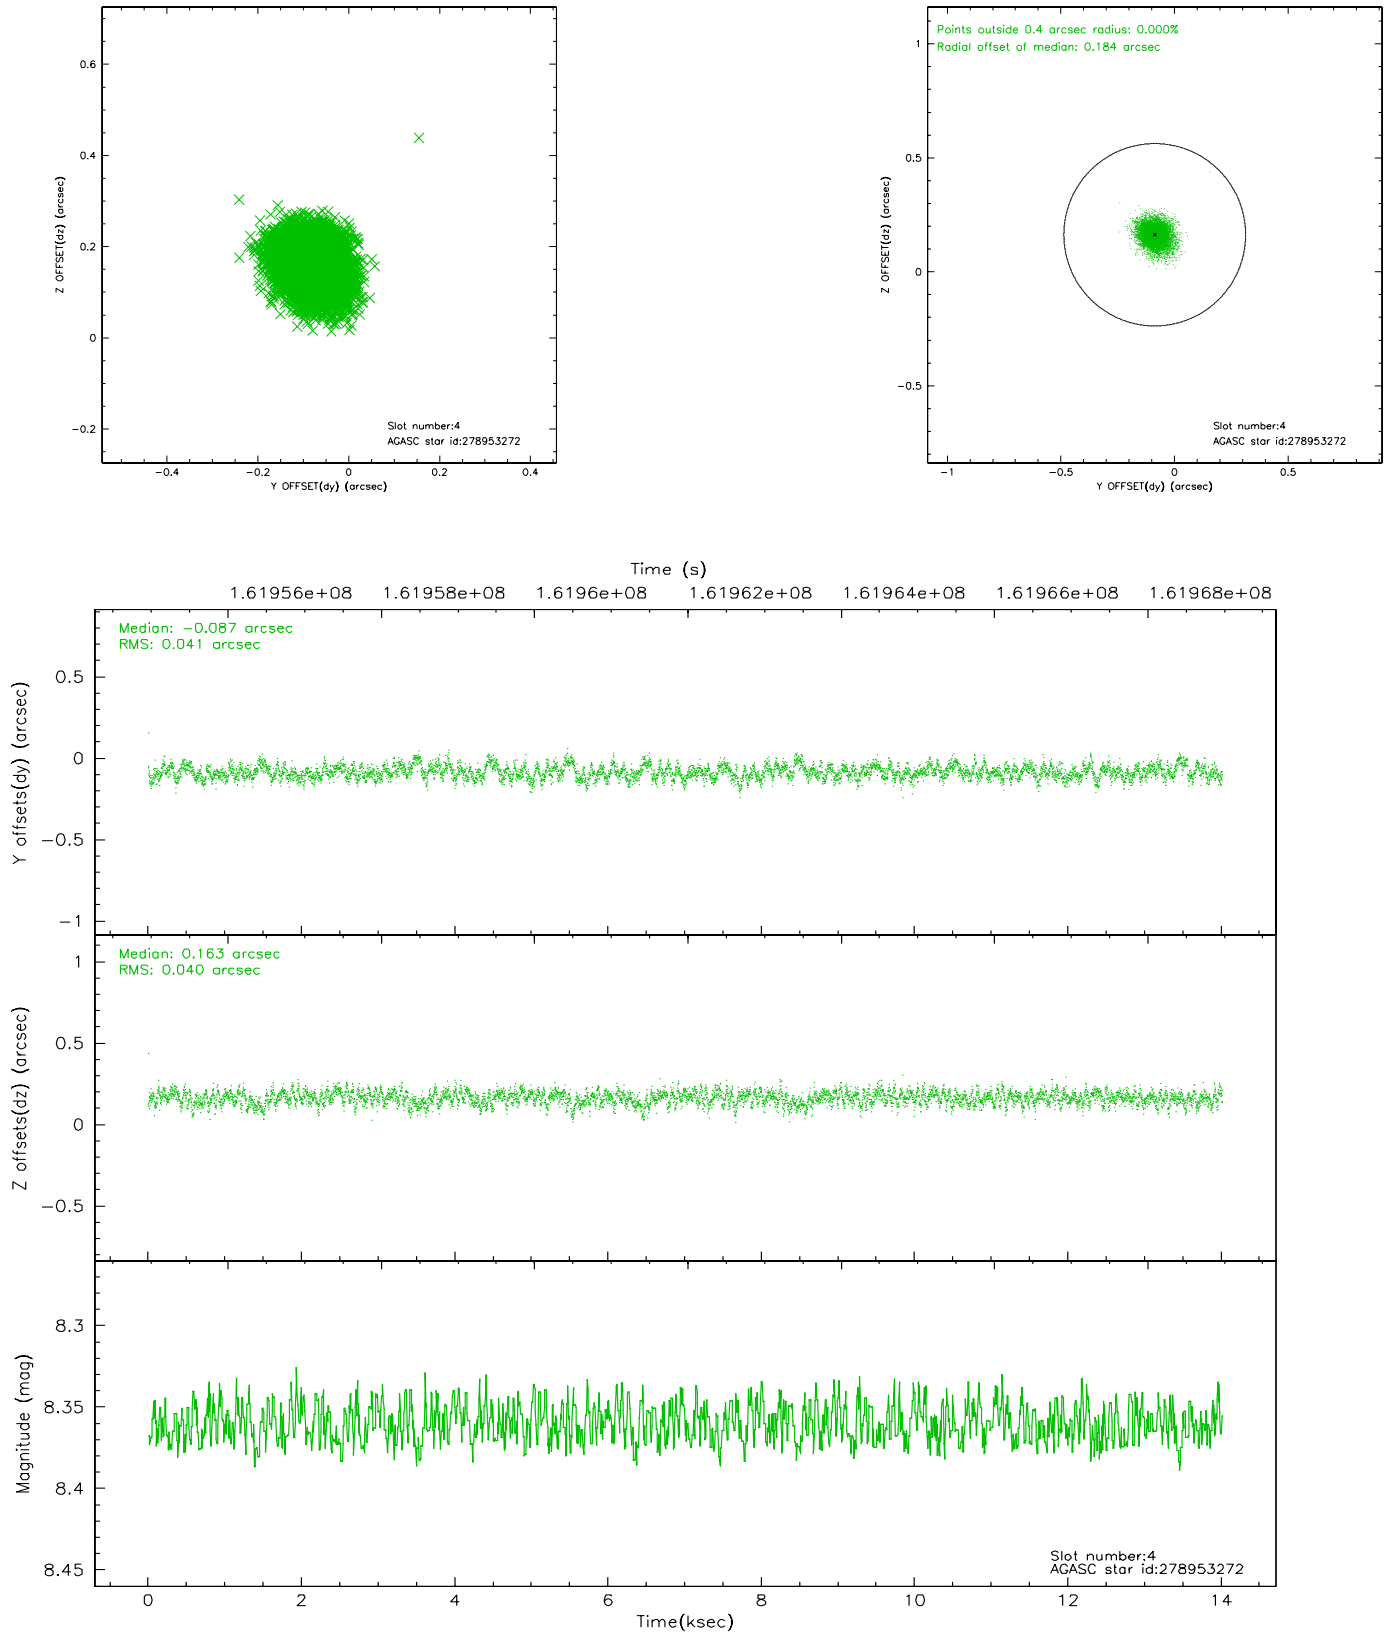 0.6
0.4
0.2
0
−0.2
Z OFFSET(dz) (arcsec)
Slot number:4
AGASC star id:278953272
−0.4 −0.2 0 0.2 0.4
Y OFFSET(dy) (arcsec)
Points outside 0.4 arcsec radius: 0.000%
Radial offset of median: 0.184 arcsec
1
0.5
0
−0.5
Z OFFSET(dz) (arcsec)
Slot number:4
AGASC star id:278953272
−1 −0.5 0 0.5
Y OFFSET(dy) (arcsec)
Time (s)
1.61956e+08 1.61958e+08 1.6196e+08 1.61962e+08 1.61964e+08 1.61966e+08 1.61968e+08
Median: −0.087 arcsec
RMS: 0.041 arcsec
0.5
0
−0.5
−1
Y offsets(dy) (arcsec)
Median: 0.163 arcsec
RMS: 0.040 arcsec
1
0.5
0
−0.5
Z offsets(dz) (arcsec)
8.3
8.35
8.4
8.45
Magnitude (mag)
Slot number:4
AGASC star id:278953272
0 2 4 6 8 10 12 14
Time(ksec)